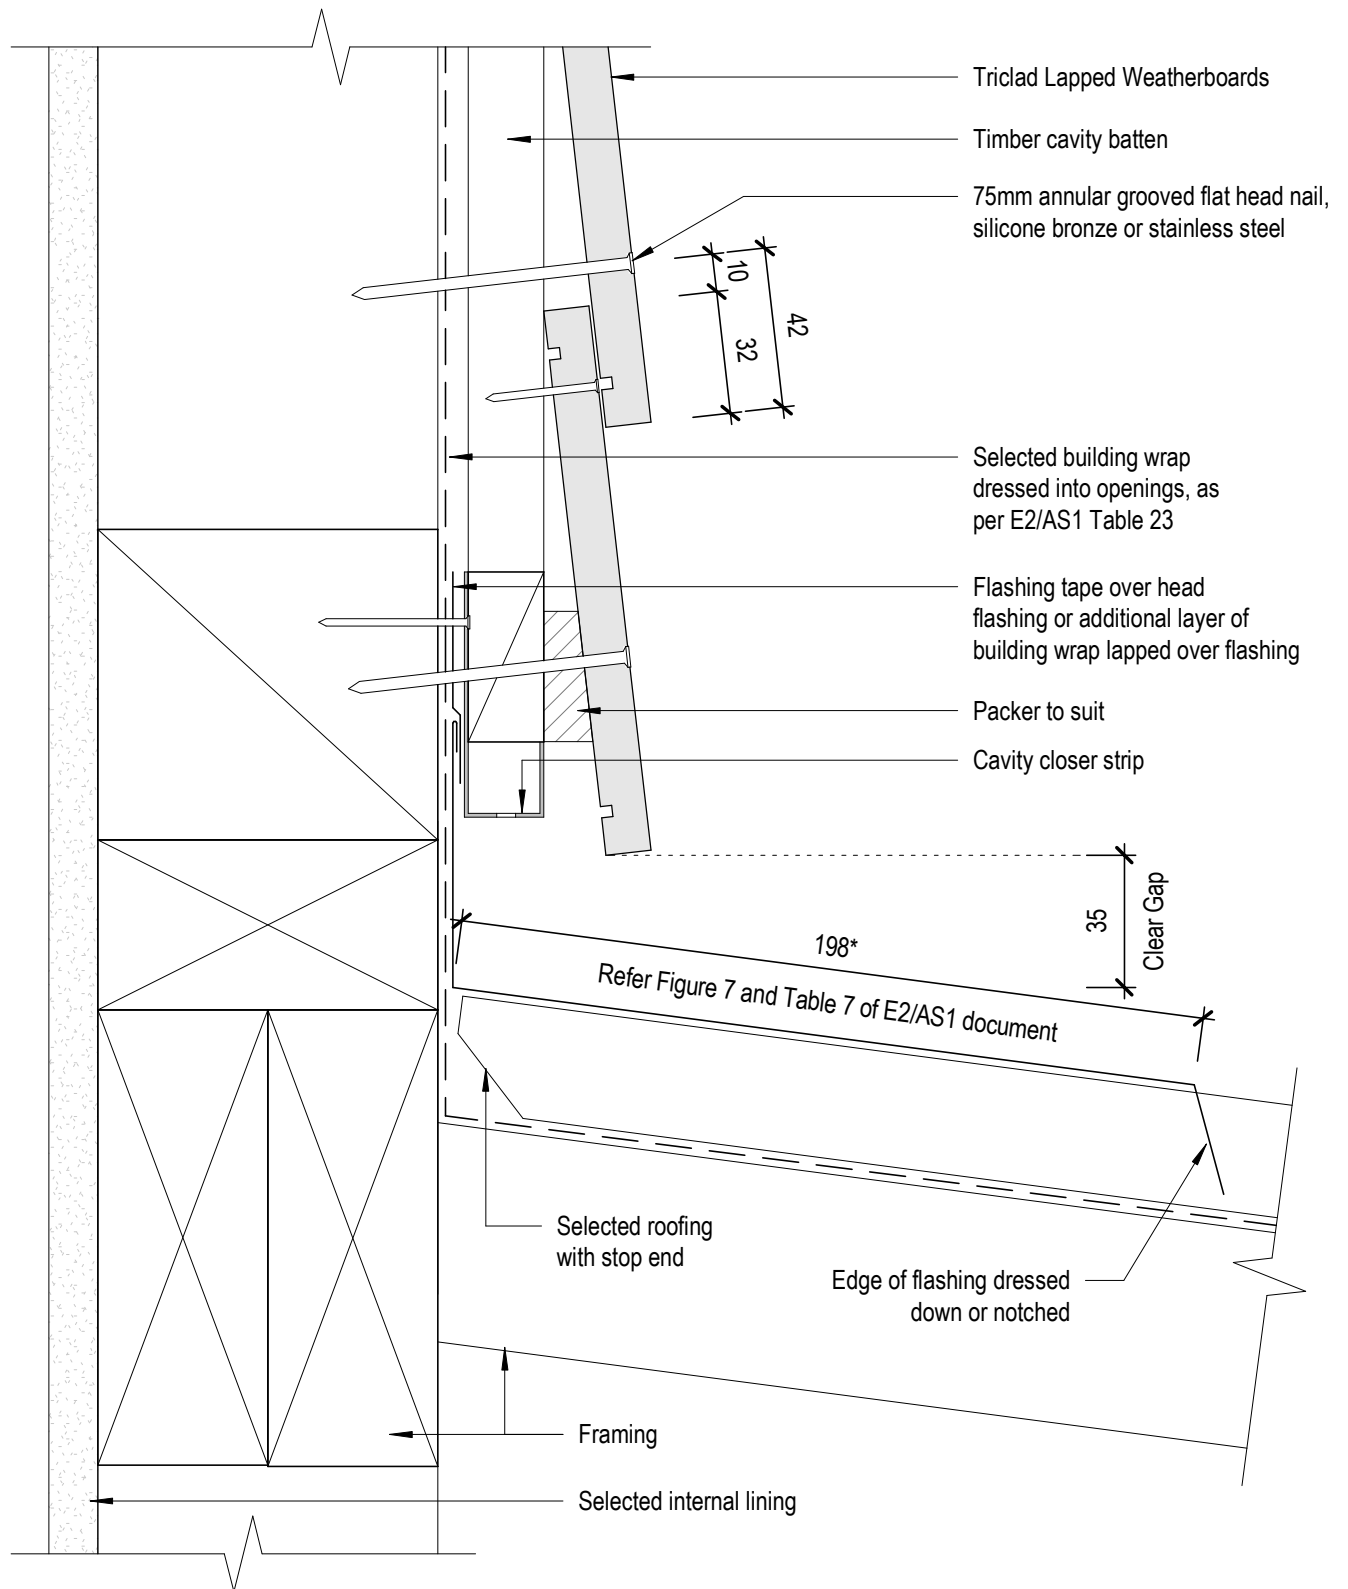 Triclad Lapped Weatherboards
Timber cavity batten
75mm annular grooved flat head nail,
silicone bronze or stainless steel
10
42
32
Selected building wrap
dressed into openings, as
per E2/AS1 Table 23
Flashing tape over head
flashing or additional layer of
building wrap lapped over flashing
Packer to suit
Cavity closer strip
35
Clear Gap
198*
Refer Figure 7 and Table 7 of E2/AS1 document
Selected roofing
with stop end
Edge of flashing dressed
down or notched
Framing
Selected internal lining